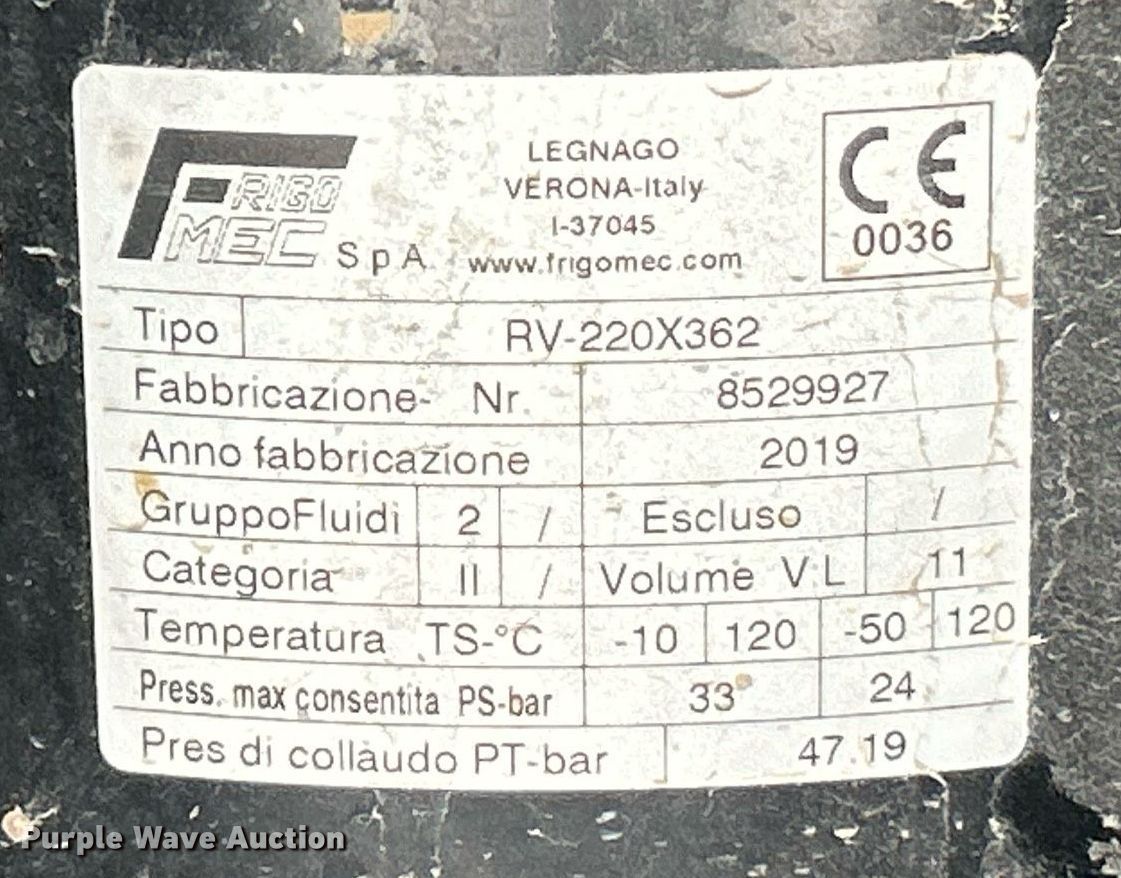 FRIGO
MEC SpA
LEGNAGO
VERONA-Italy
I-37045
www.frigomec.com
CE
0036
Tipo RV-220X362
Fabbricazione- Nr. 8529927
Anno fabbricazione 2019
GruppoFluidi 2 / Escluso /
Categoria II / Volume V.L 11
Temperatura TS-°C -10 120 -50 120
Press. max consentita PS-bar 33 24
Pres di collaudo PT-bar 47.19
Purple Wave Auction